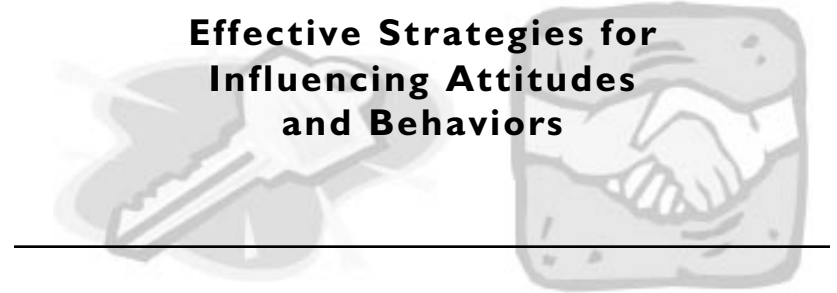 Effective Strategies for
Influencing Attitudes
and Behaviors